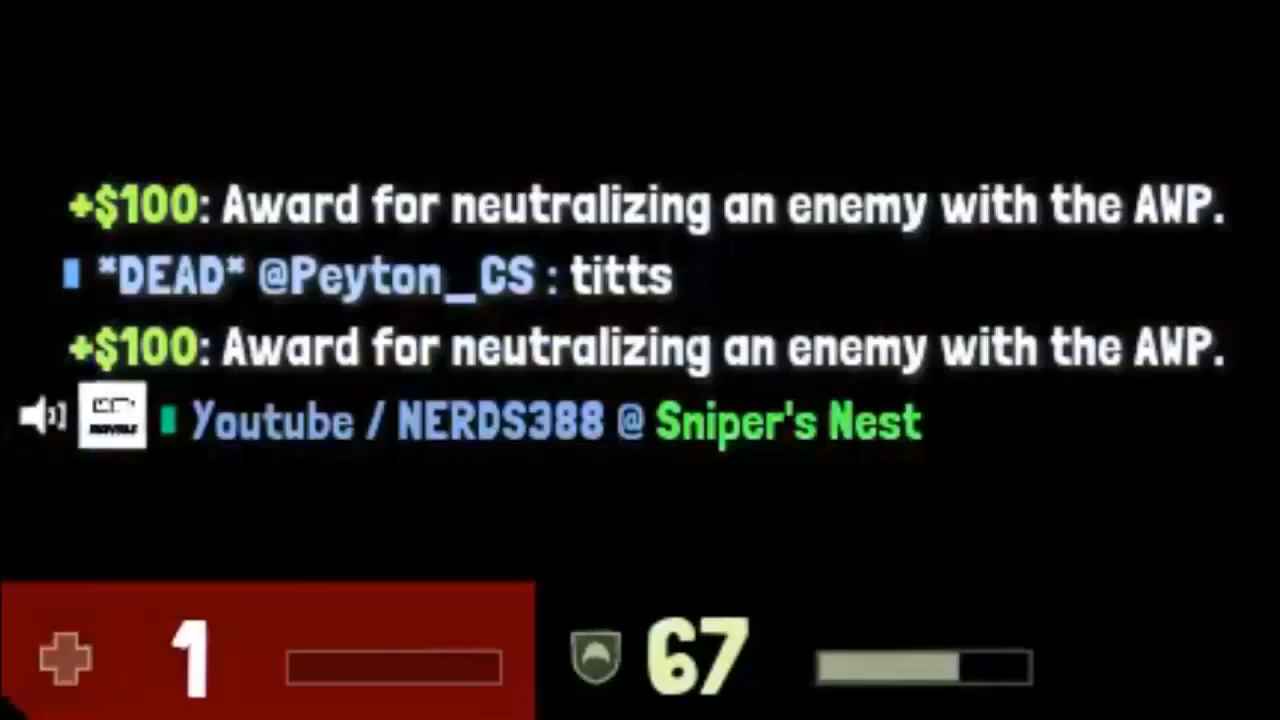 +$100: Award for neutralizing an enemy with the AWP.
*DEAD* @Peyton_CS : titts
+$100: Award for neutralizing an enemy with the AWP.
Youtube / NERDS388 @ Sniper's Nest
1 67